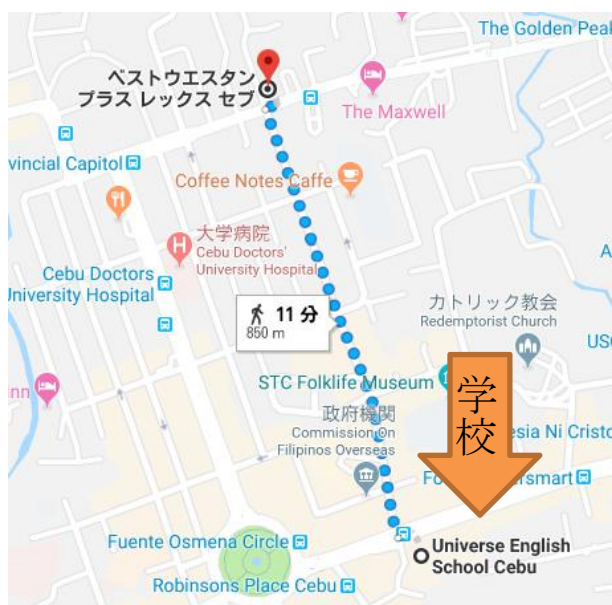 The Golden Peal
ベストウエスタン
プラス レックス セブ
The Maxwell
vincial Capitol
Coffee Notes Caffe
大学病院
Cebu Doctors'
University Hospital
Cebu Doctors
University Hospital
11 分
850 m
カトリック教会
Redemptorist Church
USC
STC Folklife Museum
学
校
政府機関
Commission On
Filipinos Overseas
esia Ni Cristo
ersmart
Fuente Osmena Circle
Universe English
School Cebu
Robinsons Place Cebu